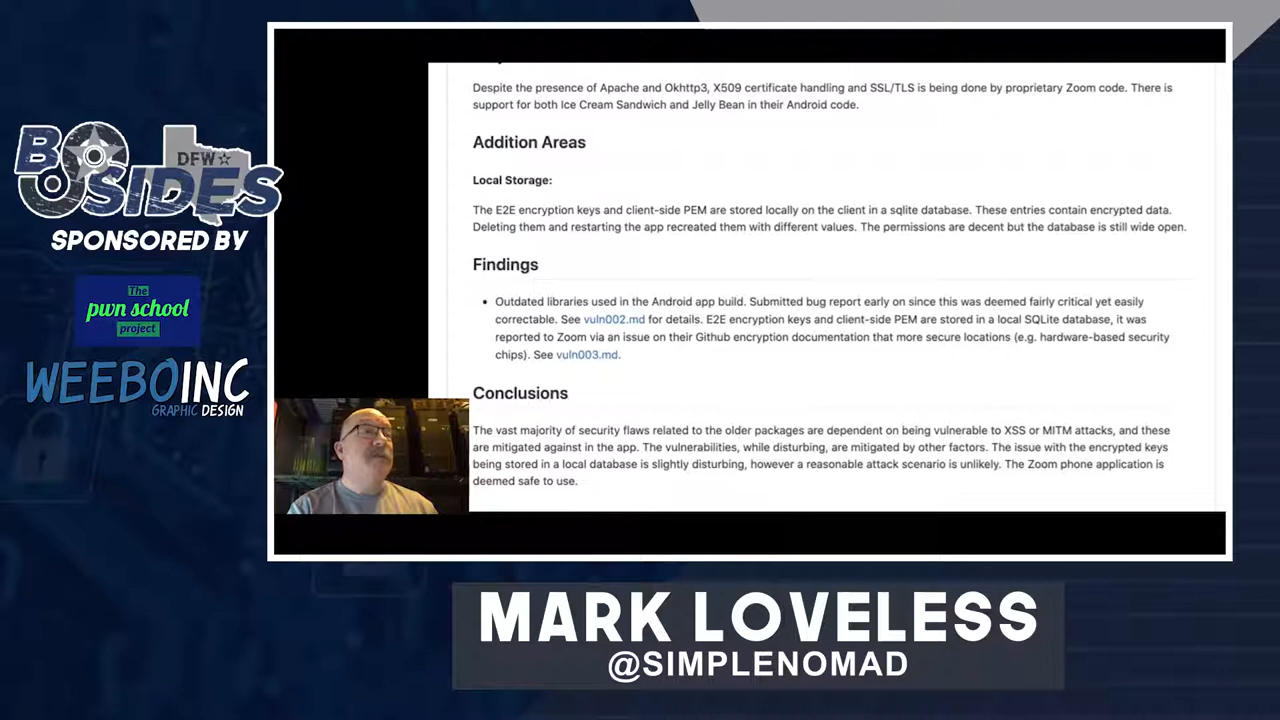 BSIDES
DFW
SPONSORED BY
The
pwn school
project
WEEBOINC
GRAPHIC DESIGN
Despite the presence of Apache and Okhttp3, X509 certificate handling and SSL/TLS is being done by proprietary Zoom code. There is
support for both Ice Cream Sandwich and Jelly Bean in their Android code.
Addition Areas
Local Storage:
The E2E encryption keys and client-side PEM are stored locally on the client in a sqlite database. These entries contain encrypted data.
Deleting them and restarting the app recreated them with different values. The permissions are decent but the database is still wide open.
Findings
• Outdated libraries used in the Android app build. Submitted bug report early on since this was deemed fairly critical yet easily
correctable. See vuln002.md for details. E2E encryption keys and client-side PEM are stored in a local SQLite database, it was
reported to Zoom via an issue on their Github encryption documentation that more secure locations (e.g. hardware-based security
chips). See vuln003.md.
Conclusions
The vast majority of security flaws related to the older packages are dependent on being vulnerable to XSS or MITM attacks, and these
are mitigated against in the app. The vulnerabilities, while disturbing, are mitigated by other factors. The issue with the encrypted keys
being stored in a local database is slightly disturbing, however a reasonable attack scenario is unlikely. The Zoom phone application is
deemed safe to use.
MARK LOVELESS
@SIMPLENOMAD